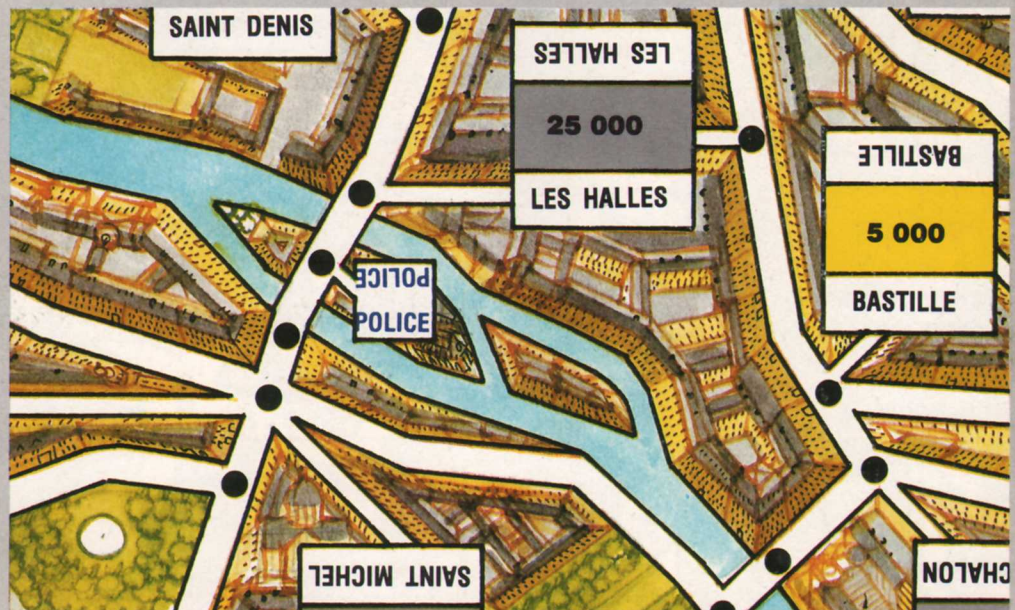 SAINT DENIS
LES HALLES
25 000
LES HALLES
BASTILLE
5 000
BASTILLE
POLICE
POLICE
SAINT MICHEL
CHALON